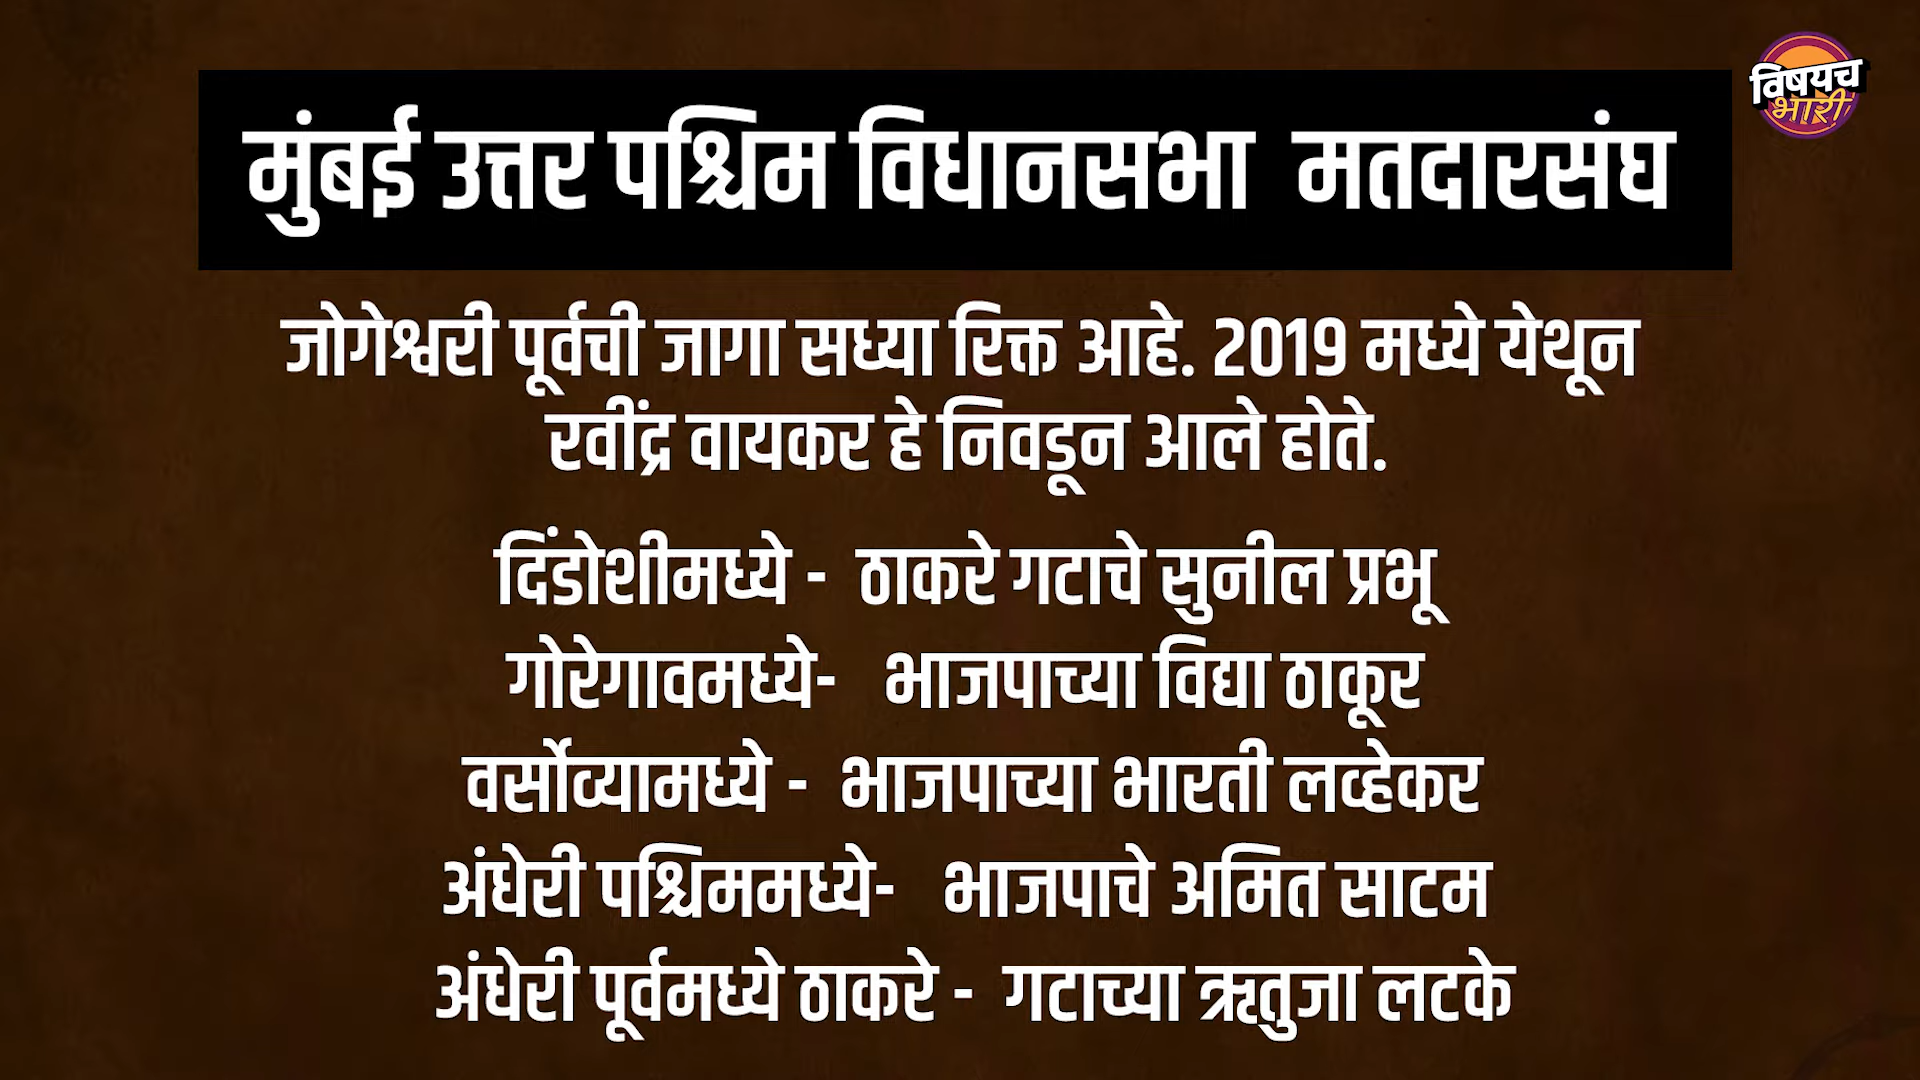 विषयच
भारी
मुंबई उत्तर पश्चिम विधानसभा मतदारसंघ
जोगेश्वरी पूर्वची जागा सध्या रिक्त आहे. 2019 मध्ये येथून
रवींद्र वायकर हे निवडून आले होते.
दिंडोशीमध्ये - ठाकरे गटाचे सुनील प्रभू
गोरेगावमध्ये- भाजपाच्या विद्या ठाकूर
वर्सोव्यामध्ये - भाजपाच्या भारती लव्हेकर
अंधेरी पश्चिममध्ये- भाजपाचे अमित साटम
अंधेरी पूर्वमध्ये ठाकरे - गटाच्या ऋतुजा लटके